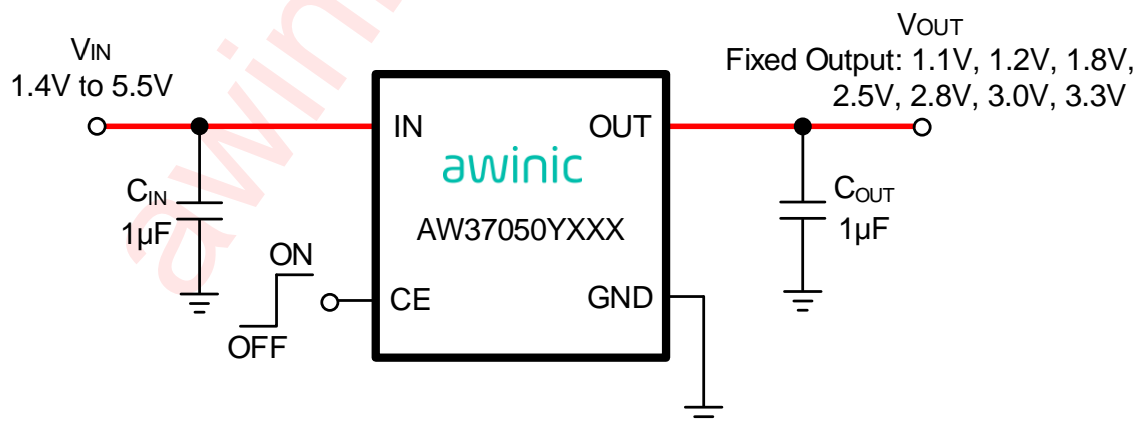 VIN
1.4V to 5.5V
VOUT
Fixed Output: 1.1V, 1.2V, 1.8V,
2.5V, 2.8V, 3.0V, 3.3V
IN
OUT
awinic
AW37050YXXX
CIN
1µF
COUT
1µF
ON
OFF
CE
GND
awini